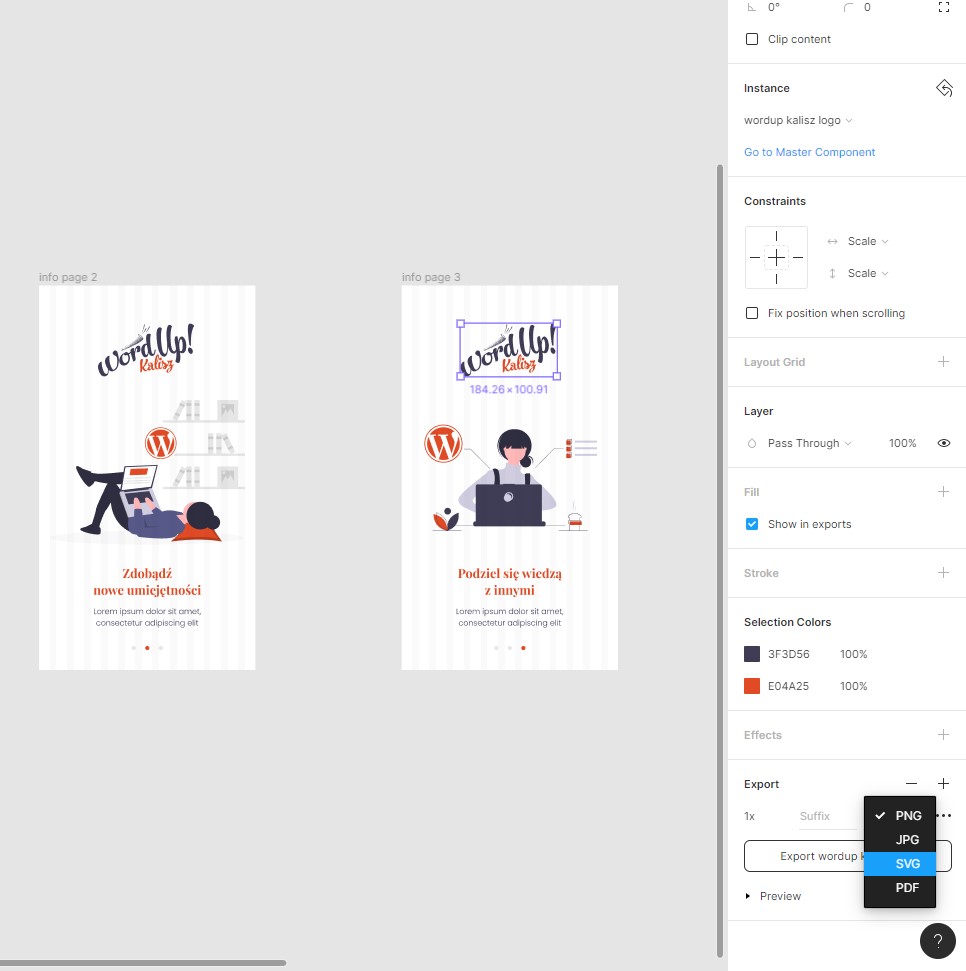 0°
0
Clip content
Instance
wordup kalisz logo
Go to Master Component
Constraints
Scale
Scale
Fix position when scrolling
Layout Grid
Layer
Pass Through
100%
Fill
Show in exports
Stroke
Selection Colors
3F3D56
100%
E04A25
100%
Effects
Export
1x
Suffix
PNG
JPG
SVG
PDF
Export wordup k
Preview
?
info page 2
Word Up!
Kalisz
W
Zdobądź
nowe umiejętności
Lorem ipsum dolor sit amet,
consectetur adipiscing elit
info page 3
Word Up!
Kalisz
184.26 × 100.91
W
Podziel się wiedzą
z innymi
Lorem ipsum dolor sit amet,
consectetur adipiscing elit